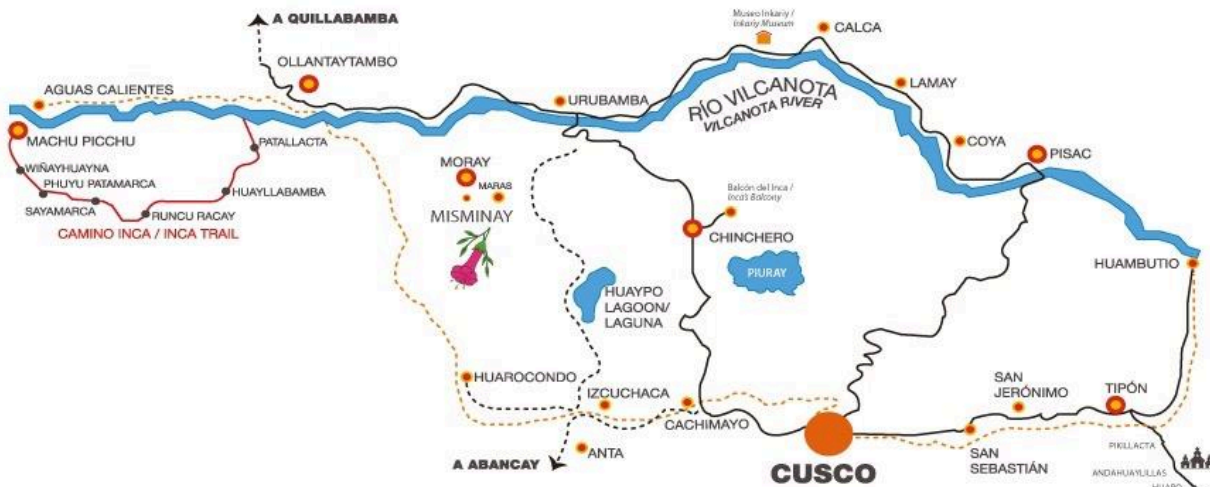 A QUILLABAMBA
OLLANTAYTAMBO
AGUAS CALIENTES
MACHU PICCHU
WIÑAYHUAYNA
PHUYU PATAMARCA
SAYAMARCA
RUNCU RACAY
HUAYLLABAMBA
PATALLACTA
CAMINO INCA / INCA TRAIL
URUBAMBA
Museo Inkariy /
Inkariy Museum
CALCA
LAMAY
RÍO VILCANOTA
VILCANOTA RIVER
COYA
PISAC
MORAY
MARAS
MISMINAY
Balcón del Inca /
Inca's Balcony
CHINCHERO
PIURAY
HUAYPO
LAGOON/
LAGUNA
HUAMBUTIO
HUAROCONDO
IZCUCHACA
CACHIMAYO
ANTA
A ABANCAY
CUSCO
SAN
JERÓNIMO
TIPÓN
SAN
SEBASTIÁN
PIKILLACTA
ANDAHUAYLILLAS